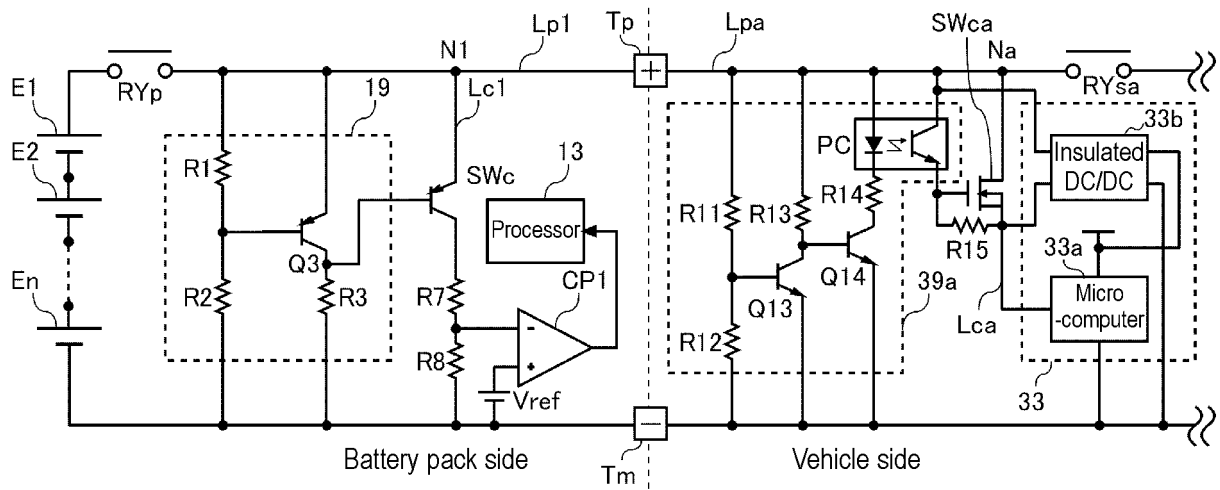 Lp1
Tp
Lpa
SWca
Na
N1
RYp
RYsa
E1
19
Lc1
33b
E2
R1
SWc
13
PC
Insulated
DC/DC
Processor
R11
R13
R14
R15
33a
Q3
En
R2
R3
R7
CP1
Q13
Q14
39a
Lca
Micro
-computer
R12
R8
Vref
33
Battery pack side
Tm
Vehicle side